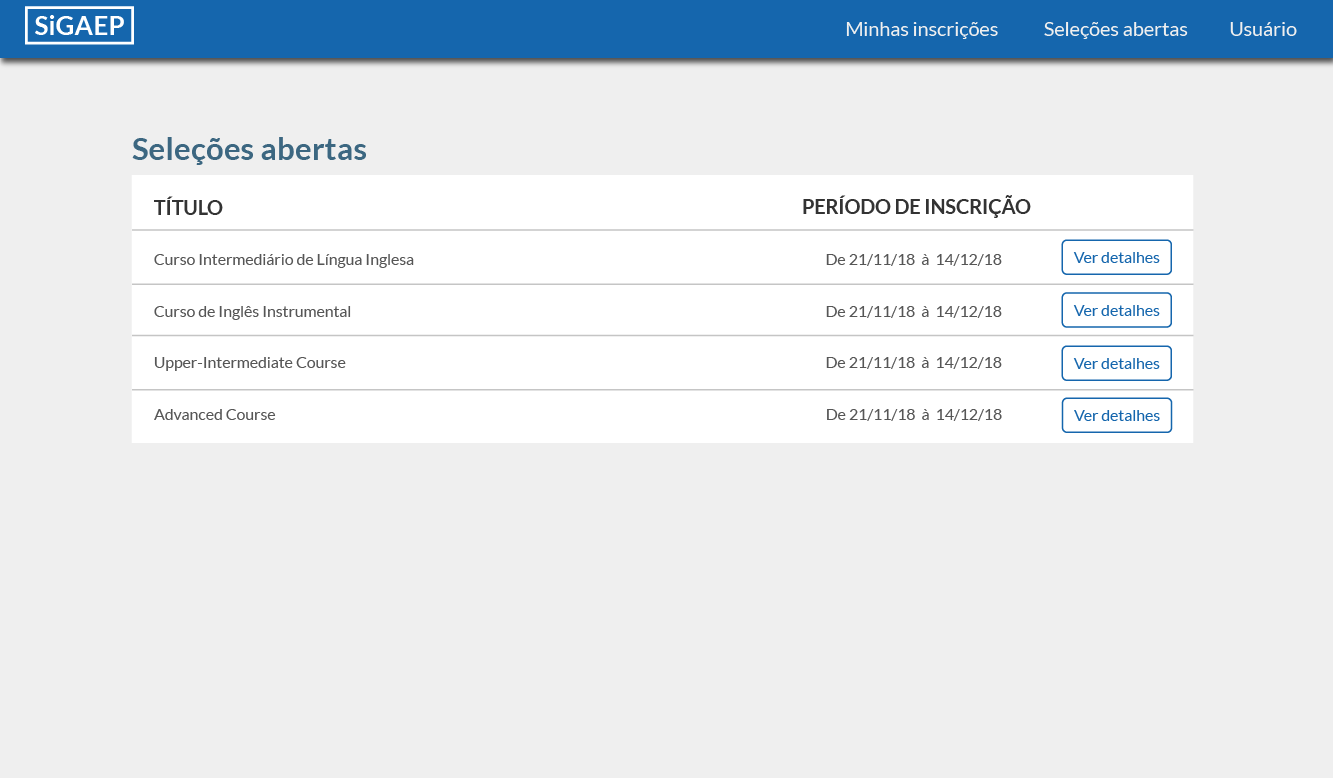 SiGAEP Minhas inscrições Seleções abertas Usuário
Seleções abertas
TÍTULO PERÍODO DE INSCRIÇÃO
Curso Intermediário de Língua Inglesa De 21/11/18 à 14/12/18 Ver detalhes
Curso de Inglês Instrumental De 21/11/18 à 14/12/18 Ver detalhes
Upper-Intermediate Course De 21/11/18 à 14/12/18 Ver detalhes
Advanced Course De 21/11/18 à 14/12/18 Ver detalhes